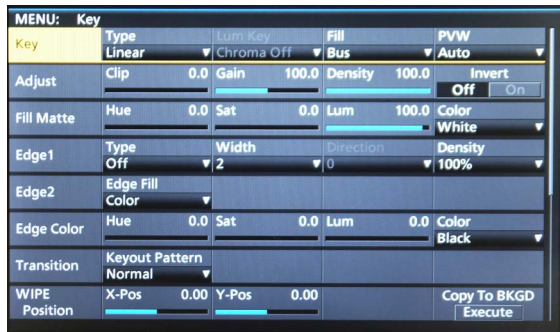 MENU: Key
Key
Type
Lum Key
Fill
PVW
Linear
Chroma Off
Bus
Auto
Adjust
Clip 0.0
Gain 100.0
Density 100.0
Invert
Off On
Fill Matte
Hue 0.0
Sat 0.0
Lum 100.0
Color
White
Edge1
Type
Width
Direction
Density
Off
2
0
100%
Edge2
Edge Fill
Color
Edge Color
Hue 0.0
Sat 0.0
Lum 0.0
Color
Black
Transition
Keyout Pattern
Normal
WIPE
Position
X-Pos 0.00
Y-Pos 0.00
Copy To BKGD
Execute